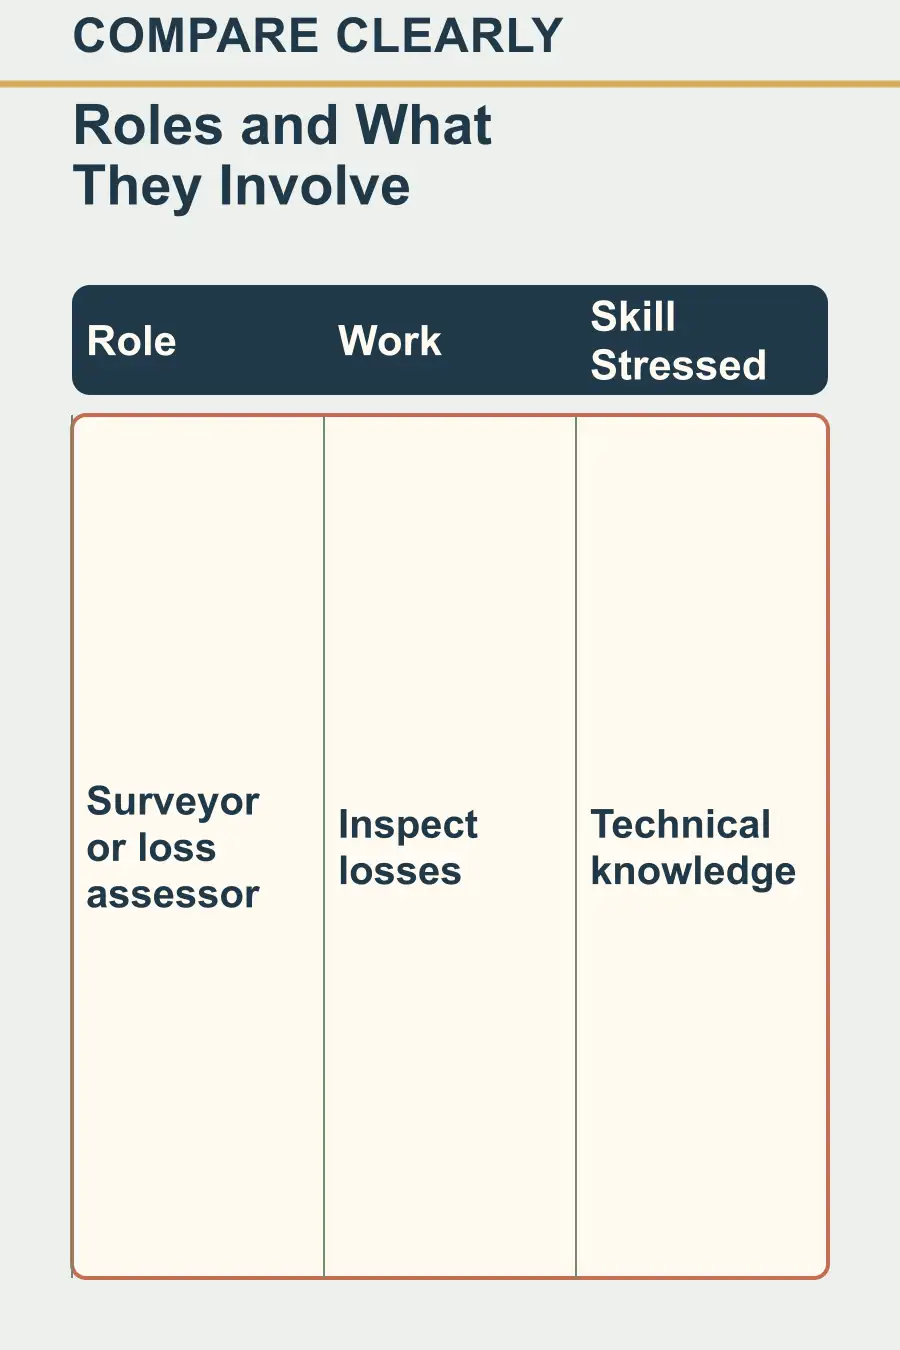 COMPARE CLEARLY
Roles and What
They Involve
Role
Work
Skill
Stressed
Surveyor
or loss
assessor
Inspect
losses
Technical
knowledge